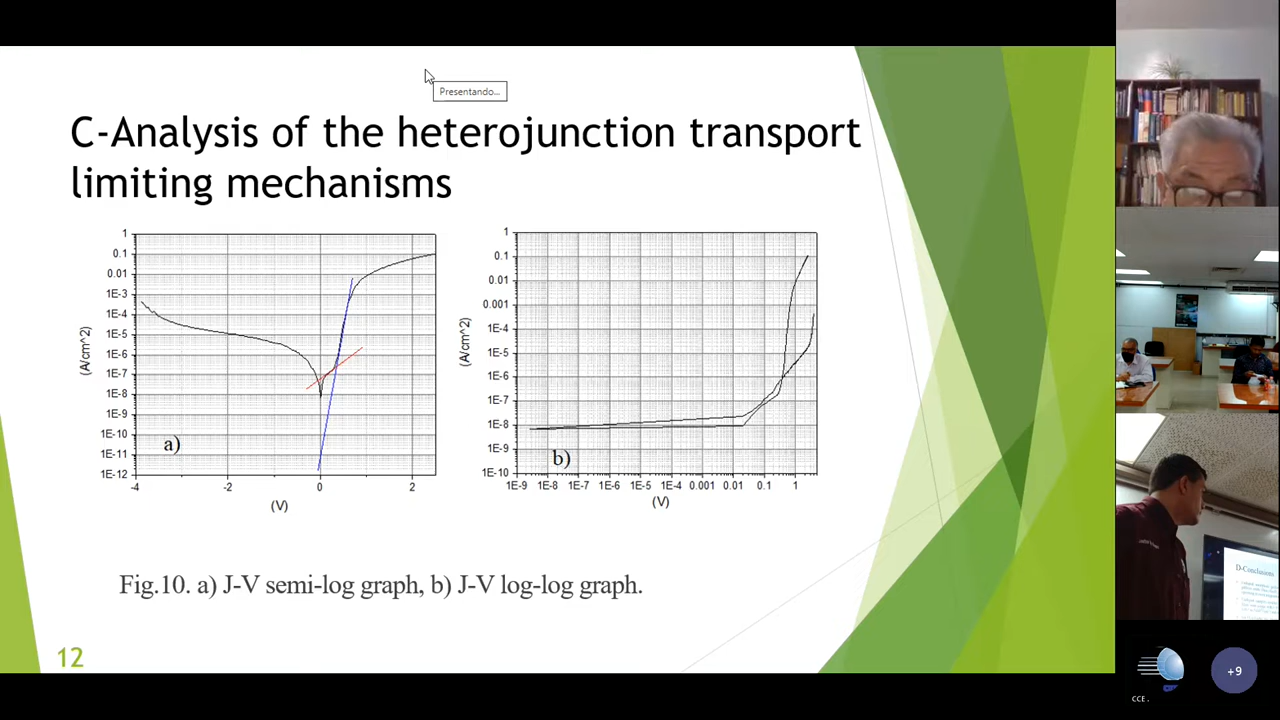 Presentando...
C-Analysis of the heterojunction transport
limiting mechanisms
1
0.1
0.01
1E-3
1E-4
1E-5
1E-6
1E-7
1E-8
1E-9
1E-10
1E-11
1E-12
(A/cm^2)
a)
-4 -2 0 2
(V)
1
0.1
0.01
0.001
1E-4
1E-5
1E-6
1E-7
1E-8
1E-9
1E-10
(A/cm^2)
b)
1E-9 1E-8 1E-7 1E-6 1E-5 1E-4 0.001 0.01 0.1 1
(V)
Fig.10. a) J-V semi-log graph, b) J-V log-log graph.
12
D-Conclusions
CCE.
+9